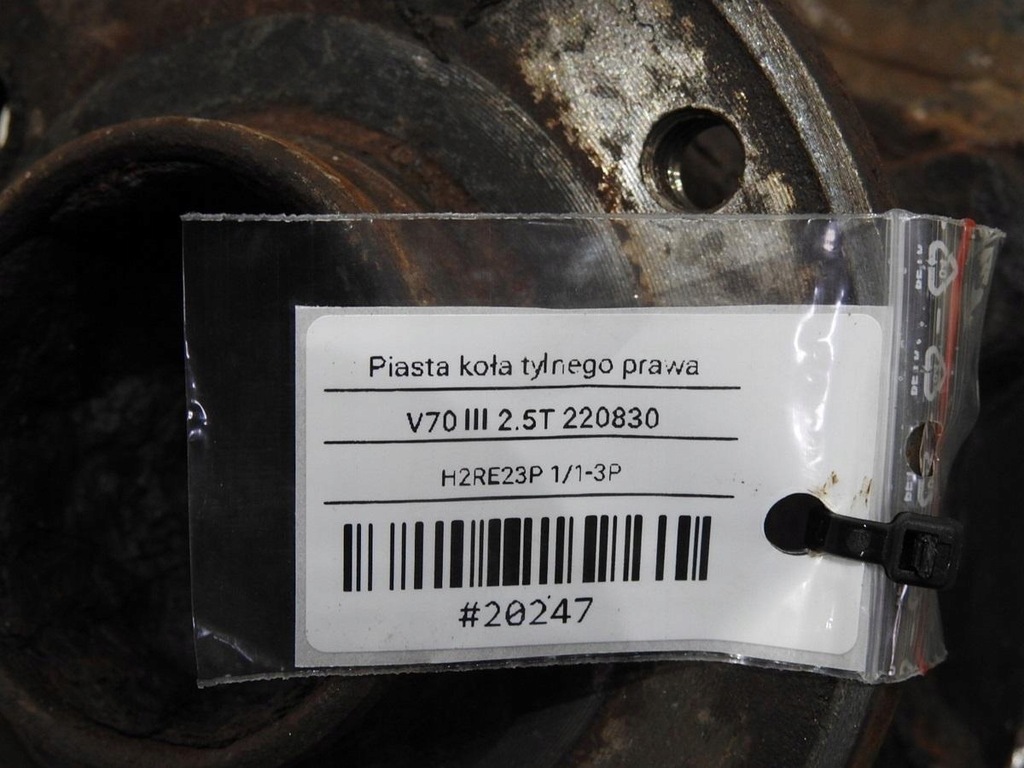 Piasta koła tylnego prawa
V70 III 2.5T 220830
H2RE23P 1/1-3P
#20247